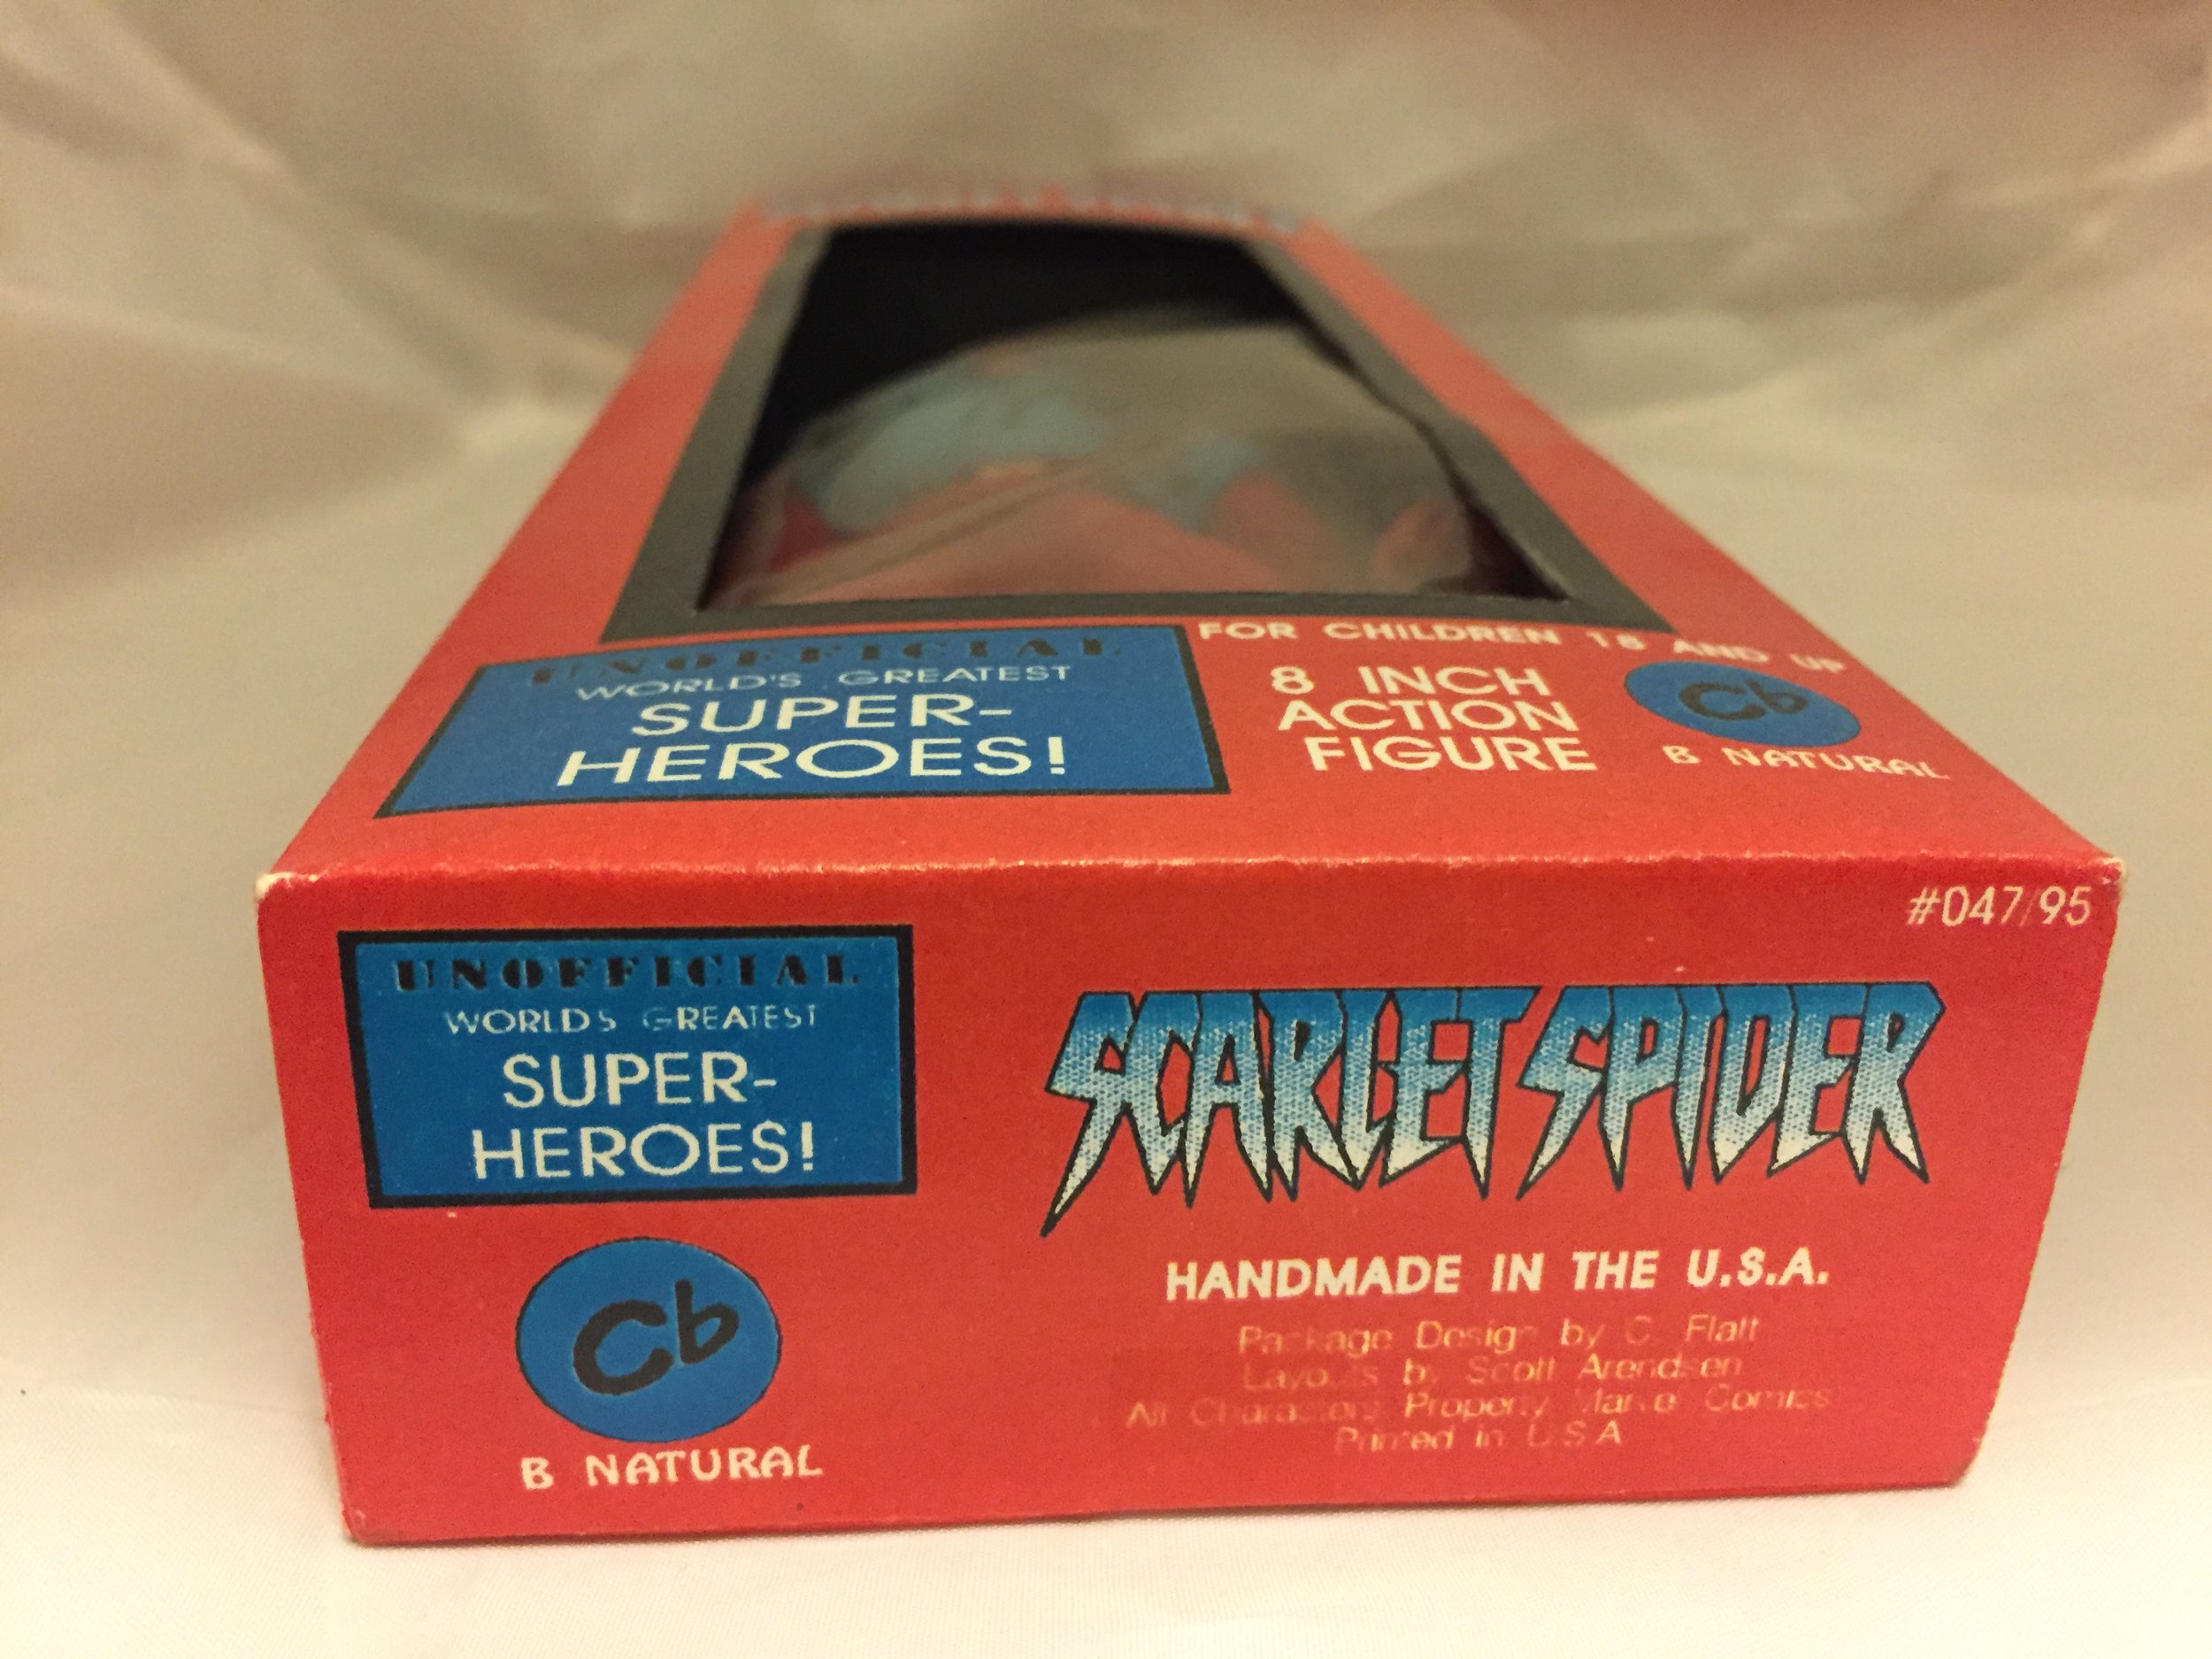 UNOFFICIAL
WORLD'S GREATEST
SUPER-
HEROES!
FOR CHILDREN 18 AND UP
8 INCH
ACTION
FIGURE
Cb
B NATURAL
#047/95
UNOFFICIAL
WORLDS GREATEST
SUPER-
HEROES!
Cb
B NATURAL
SCARLET SPIDER
HANDMADE IN THE U.S.A.
Package Design by C. Flatt
Layouts by Scott Arendsen
All Characters Property Marvel Comics
Printed in U.S.A